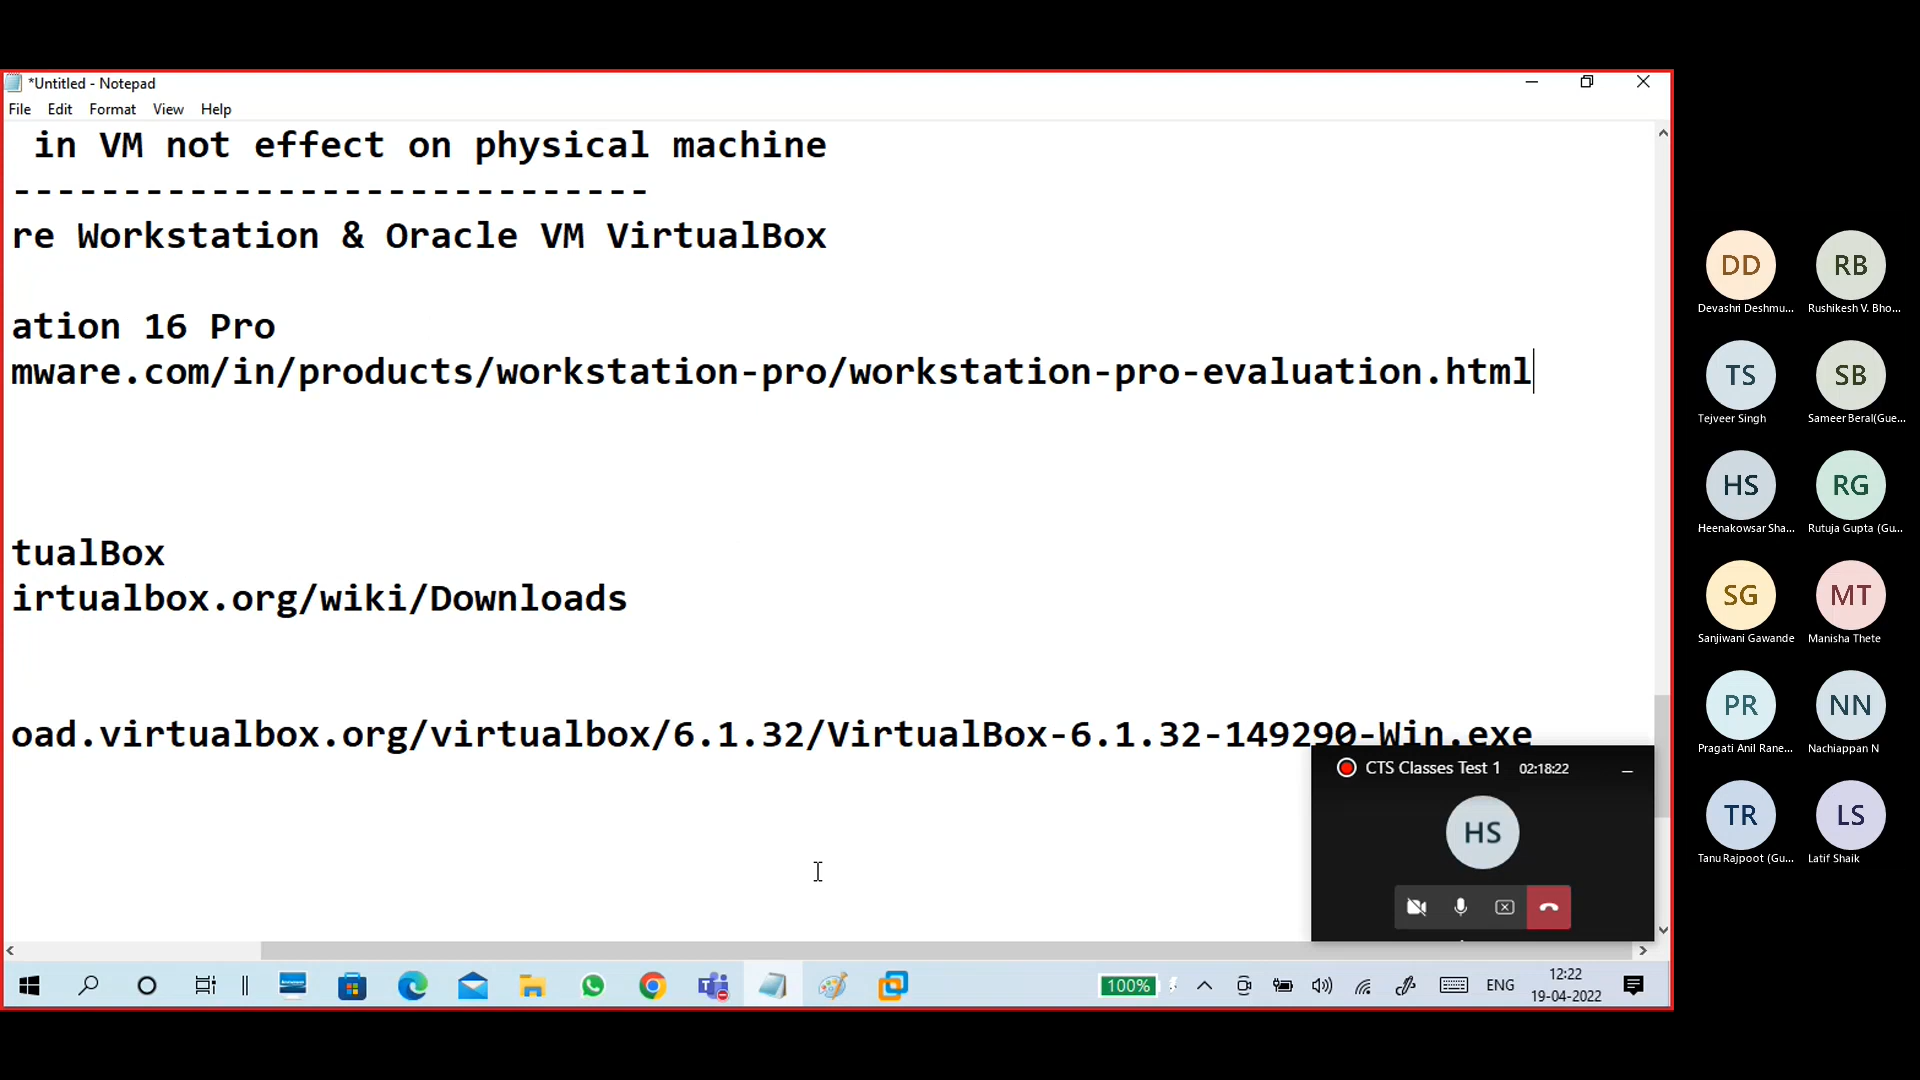 *Untitled - Notepad
File Edit Format View Help
in VM not effect on physical machine
-----------------------------
re Workstation & Oracle VM VirtualBox
ation 16 Pro
mware.com/in/products/workstation-pro/workstation-pro-evaluation.html
tualBox
irtualbox.org/wiki/Downloads
oad.virtualbox.org/virtualbox/6.1.32/VirtualBox-6.1.32-149290-Win.exe
CTS Classes Test 1 02:18:22
HS
100%
ENG
12:22
19-04-2022
DD RB
Devashri Deshmu... Rushikesh V. Bho...
TS SB
Tejveer Singh Sameer Beral(Gue...
HS RG
Heenakowsar Sha... Rutuja Gupta (Gu...
SG MT
Sanjiwani Gawande Manisha Thete
PR NN
Pragati Anil Rane... Nachiappan N
TR LS
Tanu Rajpoot (Gu... Latif Shaik